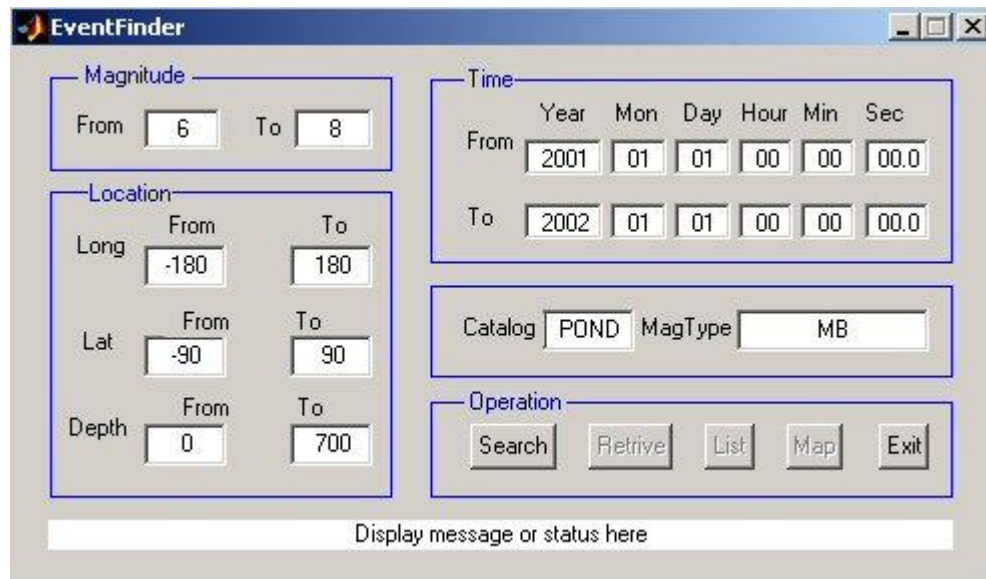 EventFinder
Magnitude
From 6 To 8
Location
From To
Long -180 180
From To
Lat -90 90
From To
Depth 0 700
Time
Year Mon Day Hour Min Sec
From 2001 01 01 00 00 00.0
To 2002 01 01 00 00 00.0
Catalog POND MagType MB
Operation
Search Retrive List Map Exit
Display message or status here